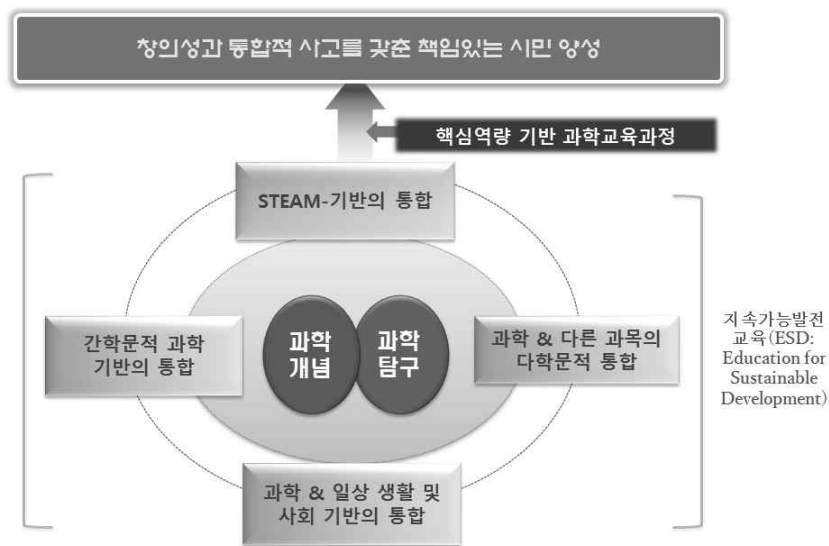 창의성과 통합적 사고를 갖춘 책임있는 시민 양성
핵심역량 기반 과학교육과정
STEAM-기반의 통합
간학문적 과학
기반의 통합
과학
개념
과학
탐구
과학 & 다른 과목의
다학문적 통합
과학 & 일상 생활 및
사회 기반의 통합
지속가능발전
교육(ESD:
Education for
Sustainable
Development)